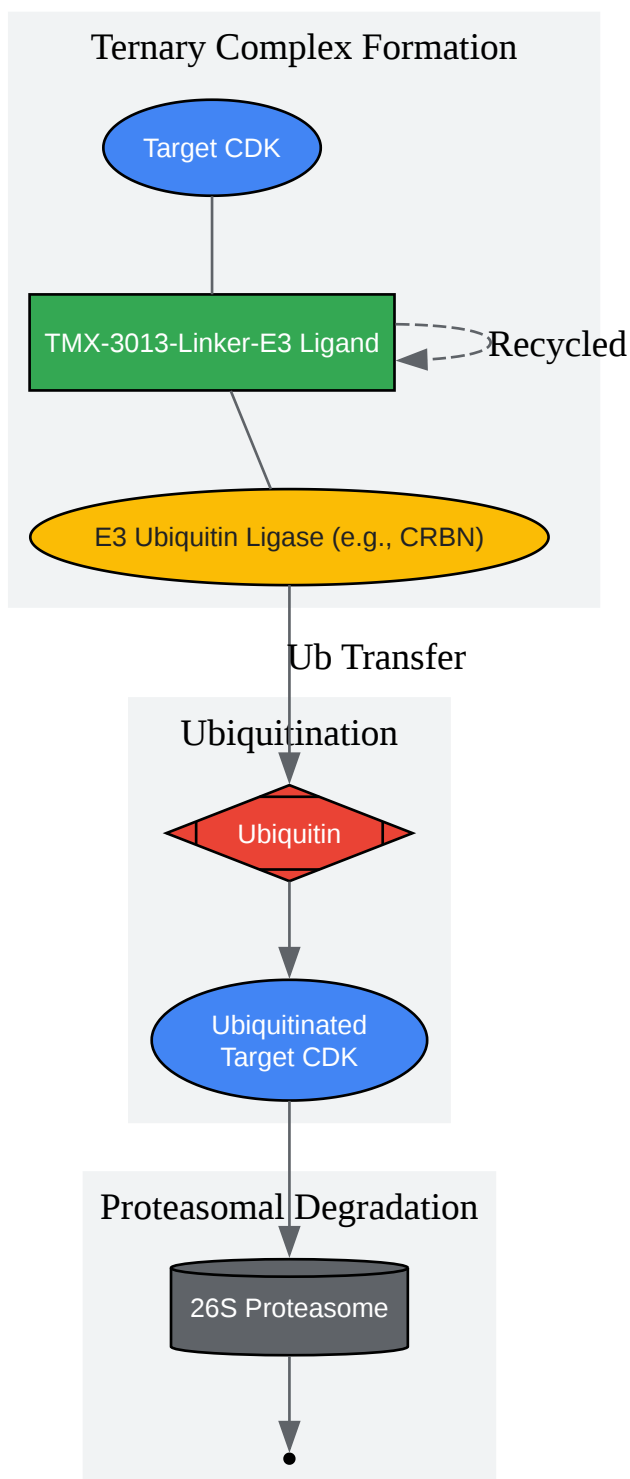 Ternary Complex Formation
Target CDK
TMX-3013-Linker-E3 Ligand
Recycled
E3 Ubiquitin Ligase (e.g., CRBN)
Ub Transfer
Ubiquitination
Ubiquitin
Ubiquitinated
Target CDK
Proteasomal Degradation
26S Proteasome